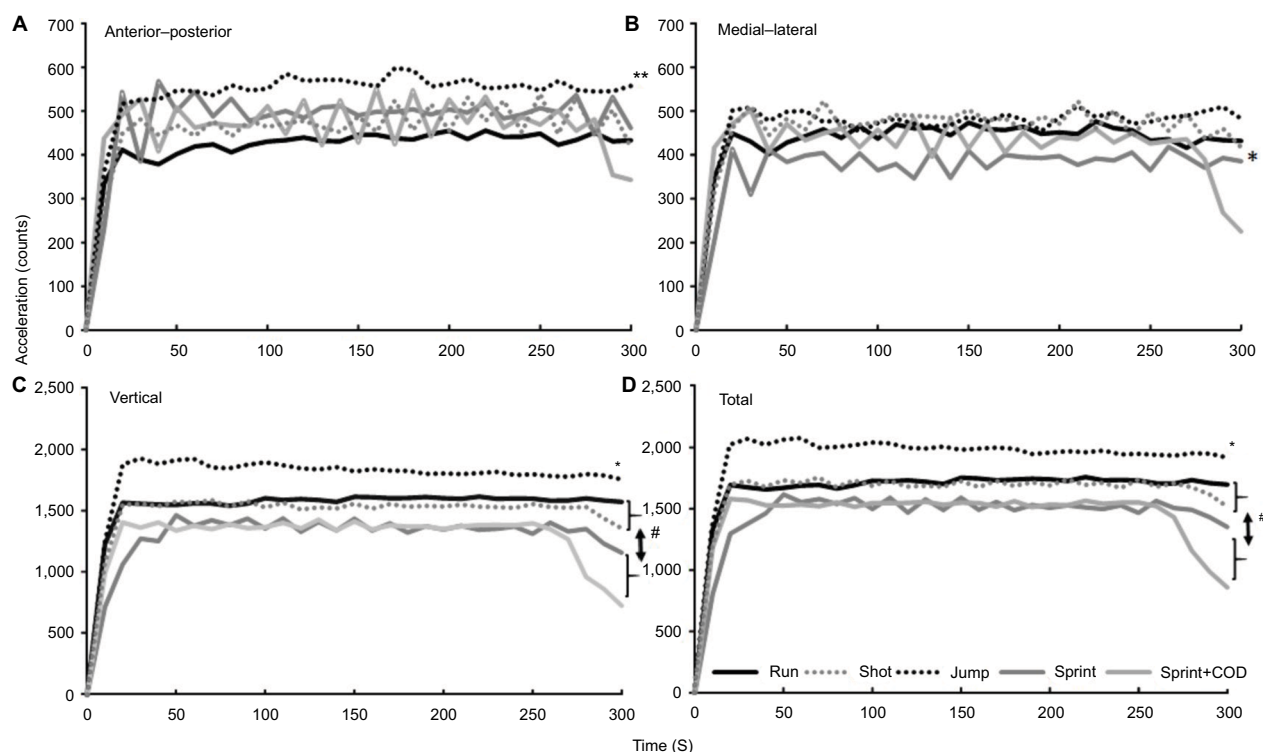 A
Anterior–posterior
700
600
500
400
300
200
100
0
0 50 100 150 200 250 300
**
B
Medial–lateral
700
600
500
400
300
200
100
0
0 50 100 150 200 250 300
*
Acceleration (counts)
C
Vertical
2,500
2,000
1,500
1,000
500
0
0 50 100 150 200 250 300
*
#
D
Total
2,500
2,000
1,500
1,000
500
0
0 50 100 150 200 250 300
*
#
Run Shot Jump Sprint Sprint+COD
Time (S)